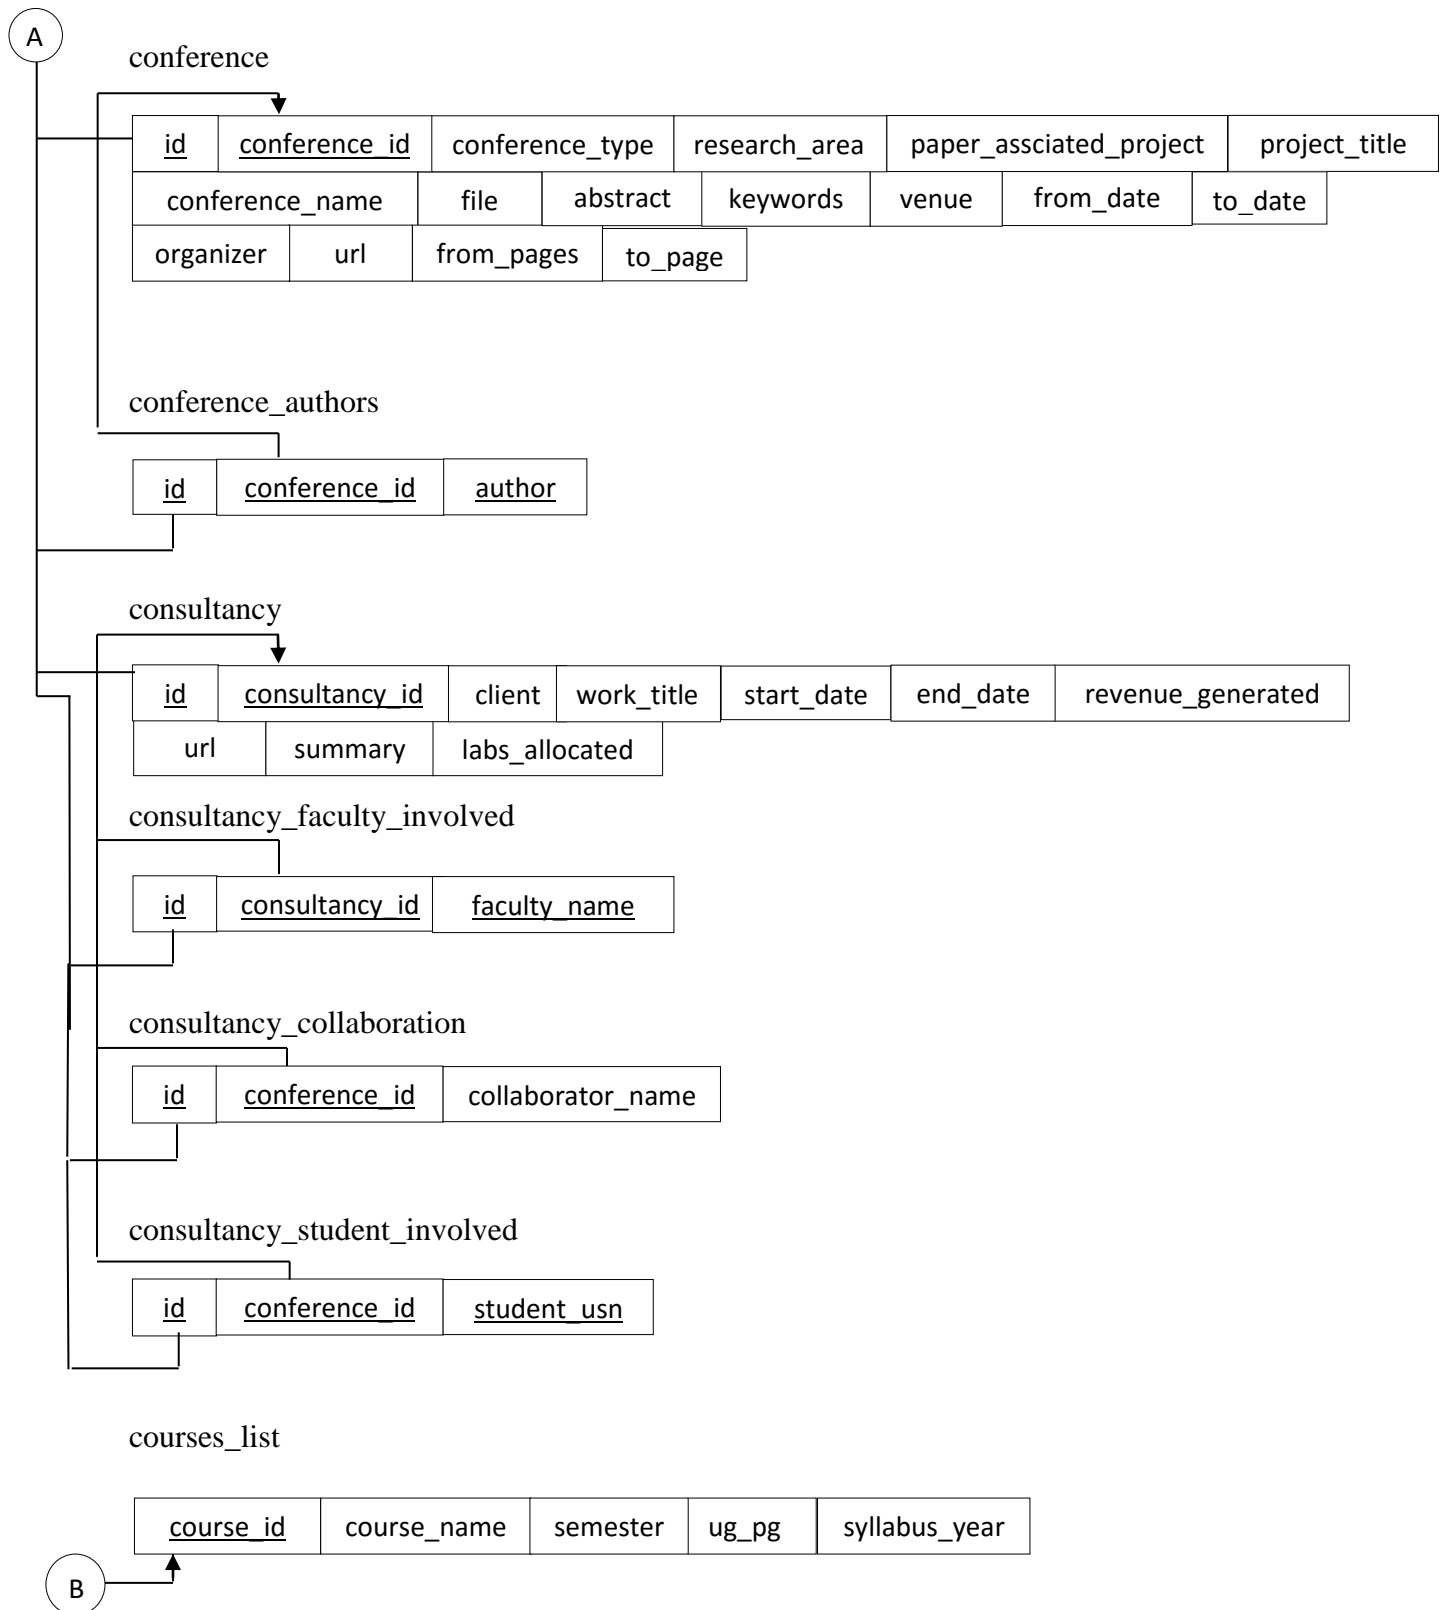 A
conference
id conference_id conference_type research_area paper_assciated_project project_title
conference_name file abstract keywords venue from_date to_date
organizer url from_pages to_page
conference_authors
id conference_id author
consultancy
id consultancy_id client work_title start_date end_date revenue_generated
url summary labs_allocated
consultancy_faculty_involved
id consultancy_id faculty_name
consultancy_collaboration
id conference_id collaborator_name
consultancy_student_involved
id conference_id student_usn
courses_list
course_id course_name semester ug_pg syllabus_year
B